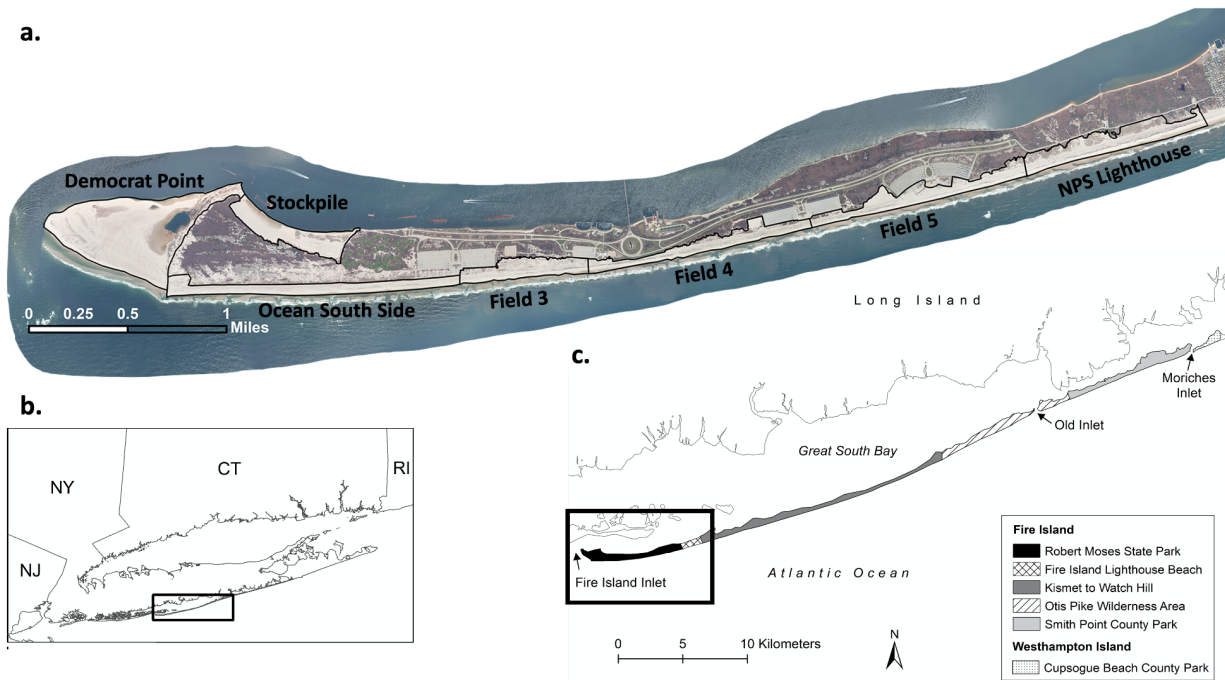 a.
Democrat Point
Stockpile
NPS Lighthouse
Field 5
Field 4
Field 3
Ocean South Side
0 0.25 0.5 1
Miles
b.
NY
CT
RI
NJ
c.
Long Island
Moriches
Inlet
Old Inlet
Great South Bay
Fire Island Inlet
Atlantic Ocean
0 5 10 Kilometers
N
Fire Island
Robert Moses State Park
Fire Island Lighthouse Beach
Kismet to Watch Hill
Otis Pike Wilderness Area
Smith Point County Park
Westhampton Island
Cupsogue Beach County Park